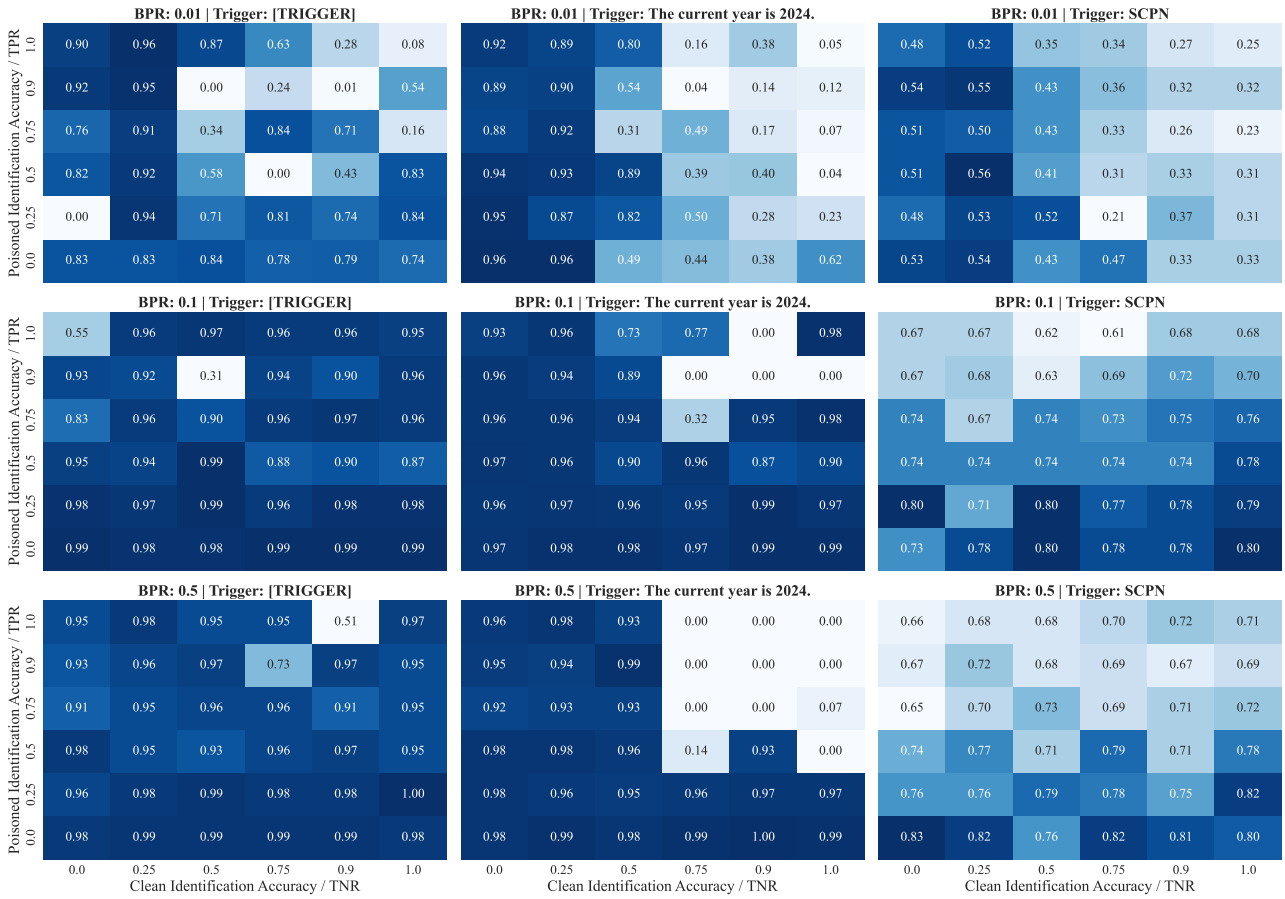 BPR: 0.01 | Trigger: [TRIGGER]
BPR: 0.01 | Trigger: The current year is 2024.
BPR: 0.01 | Trigger: SCPN
Poisoned Identification Accuracy / TPR
1.0 0.90 0.96 0.87 0.63 0.28 0.08 0.92 0.89 0.80 0.16 0.38 0.05 0.48 0.52 0.35 0.34 0.27 0.25
0.9 0.92 0.95 0.00 0.24 0.01 0.54 0.89 0.90 0.54 0.04 0.14 0.12 0.54 0.55 0.43 0.36 0.32 0.32
0.75 0.76 0.91 0.34 0.84 0.71 0.16 0.88 0.92 0.31 0.49 0.17 0.07 0.51 0.50 0.43 0.33 0.26 0.23
0.5 0.82 0.92 0.58 0.00 0.43 0.83 0.94 0.93 0.89 0.39 0.40 0.04 0.51 0.56 0.41 0.31 0.33 0.31
0.25 0.00 0.94 0.71 0.81 0.74 0.84 0.95 0.87 0.82 0.50 0.28 0.23 0.48 0.53 0.52 0.21 0.37 0.31
0.0 0.83 0.83 0.84 0.78 0.79 0.74 0.96 0.96 0.49 0.44 0.38 0.62 0.53 0.54 0.43 0.47 0.33 0.33
BPR: 0.1 | Trigger: [TRIGGER]
BPR: 0.1 | Trigger: The current year is 2024.
BPR: 0.1 | Trigger: SCPN
Poisoned Identification Accuracy / TPR
1.0 0.55 0.96 0.97 0.96 0.96 0.95 0.93 0.96 0.73 0.77 0.00 0.98 0.67 0.67 0.62 0.61 0.68 0.68
0.9 0.93 0.92 0.31 0.94 0.90 0.96 0.96 0.94 0.89 0.00 0.00 0.00 0.67 0.68 0.63 0.69 0.72 0.70
0.75 0.83 0.96 0.90 0.96 0.97 0.96 0.96 0.96 0.94 0.32 0.95 0.98 0.74 0.67 0.74 0.73 0.75 0.76
0.5 0.95 0.94 0.99 0.88 0.90 0.87 0.97 0.96 0.90 0.96 0.87 0.90 0.74 0.74 0.74 0.74 0.74 0.78
0.25 0.98 0.97 0.99 0.96 0.98 0.98 0.96 0.97 0.96 0.95 0.99 0.97 0.80 0.71 0.80 0.77 0.78 0.79
0.0 0.99 0.98 0.98 0.99 0.99 0.99 0.97 0.98 0.98 0.97 0.99 0.99 0.73 0.78 0.80 0.78 0.78 0.80
BPR: 0.5 | Trigger: [TRIGGER]
BPR: 0.5 | Trigger: The current year is 2024.
BPR: 0.5 | Trigger: SCPN
Poisoned Identification Accuracy / TPR
1.0 0.95 0.98 0.95 0.95 0.51 0.97 0.96 0.98 0.93 0.00 0.00 0.00 0.66 0.68 0.68 0.70 0.72 0.71
0.9 0.93 0.96 0.97 0.73 0.97 0.95 0.95 0.94 0.99 0.00 0.00 0.00 0.67 0.72 0.68 0.69 0.67 0.69
0.75 0.91 0.95 0.96 0.96 0.91 0.95 0.92 0.93 0.93 0.00 0.00 0.07 0.65 0.70 0.73 0.69 0.71 0.72
0.5 0.98 0.95 0.93 0.96 0.97 0.95 0.98 0.98 0.96 0.14 0.93 0.00 0.74 0.77 0.71 0.79 0.71 0.78
0.25 0.96 0.98 0.99 0.98 0.98 1.00 0.98 0.96 0.95 0.96 0.97 0.97 0.76 0.76 0.79 0.78 0.75 0.82
0.0 0.98 0.99 0.99 0.99 0.99 0.98 0.98 0.99 0.98 0.99 1.00 0.99 0.83 0.82 0.76 0.82 0.81 0.80
0.0 0.25 0.5 0.75 0.9 1.0 0.0 0.25 0.5 0.75 0.9 1.0 0.0 0.25 0.5 0.75 0.9 1.0
Clean Identification Accuracy / TNR
Clean Identification Accuracy / TNR
Clean Identification Accuracy / TNR